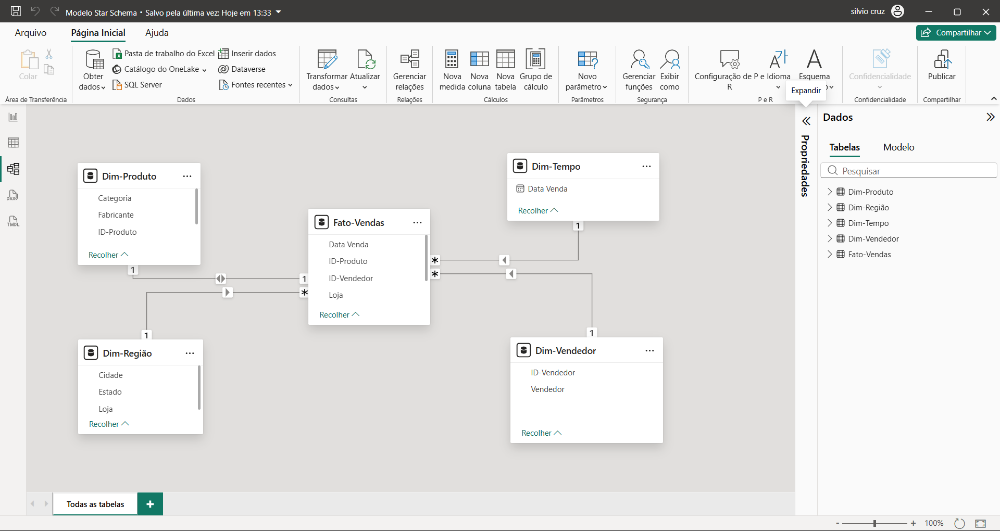 Modelo Star Schema • Salvo pela última vez: Hoje em 13:33
silvio cruz
Arquivo
Página Inicial
Ajuda
Compartilhar
Colar
Área de Transferência
Obter dados
Pasta de trabalho do Excel
Catálogo do OneLake
SQL Server
Inserir dados
Dataverse
Fontes recentes
Dados
Transformar dados
Atualizar
Consultas
Gerenciar relações
Relações
Nova medida
Nova coluna
Nova tabela
Grupo de cálculo
Cálculos
Novo parâmetro
Parâmetros
Gerenciar funções
Exibir como
Segurança
Configuração de P e R
Idioma
Esquema
P e R
Expandir
Confidencialidade
Confidencialidade
Publicar
Compartilhar
DAX
TMDL
Dim-Produto
Categoria
Fabricante
ID-Produto
Recolher
1
1
Dim-Região
Cidade
Estado
Loja
Recolher
1
*
Fato-Vendas
Data Venda
ID-Produto
ID-Vendedor
Loja
Recolher
*
*
Dim-Tempo
Data Venda
Recolher
1
Dim-Vendedor
ID-Vendedor
Vendedor
Recolher
1
Propriedades
Dados
Tabelas
Modelo
Pesquisar
Dim-Produto
Dim-Região
Dim-Tempo
Dim-Vendedor
Fato-Vendas
Todas as tabelas
+
- + 100%